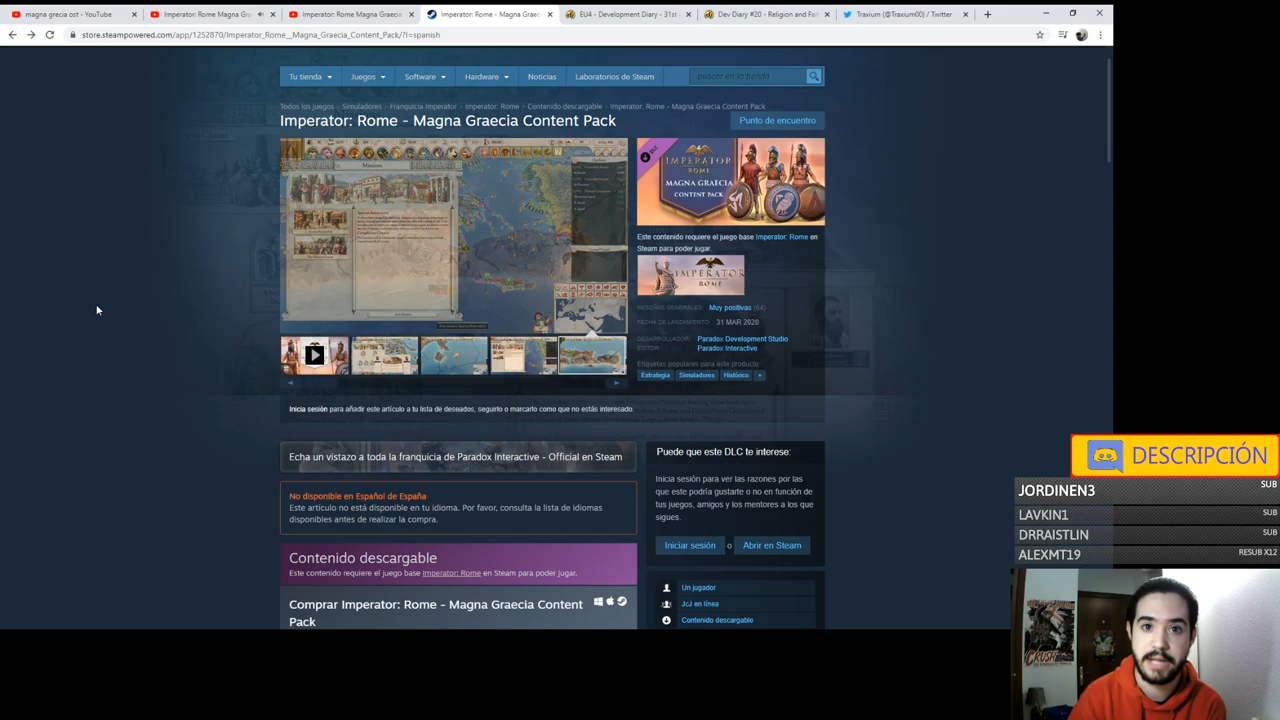 magna grecia ost - YouTube
Imperator: Rome Magna Gra
Imperator: Rome Magna Graecia
Imperator: Rome - Magna Graeci
EU4 - Development Diary - 31st
Dev Diary #20 - Religion and Fai
Traxium (@Traxium00) / Twitter
store.steampowered.com/app/1252870/Imperator_Rome__Magna_Graecia_Content_Pack/?l=spanish
Tu tienda Juegos Software Hardware Noticias Laboratorios de Steam buscar en la tienda
Todos los juegos > Simuladores > Franquicia Imperator > Imperator: Rome > Contenido descargable > Imperator: Rome - Magna Graecia Content Pack
Imperator: Rome - Magna Graecia Content Pack
Punto de encuentro
Missions
DLC
IMPERATOR
ROME
MAGNA GRAECIA
CONTENT PACK
Este contenido requiere el juego base Imperator: Rome en
Steam para poder jugar.
IMPERATOR
ROME
RESEÑAS GENERALES: Muy positivas (64)
FECHA DE LANZAMIENTO: 31 MAR 2020
DESARROLLADOR: Paradox Development Studio
EDITOR: Paradox Interactive
Etiquetas populares para este producto:
Estrategia Simuladores Histórico +
Inicia sesión para añadir este artículo a tu lista de deseados, seguirlo o marcarlo como que no estás interesado.
Echa un vistazo a toda la franquicia de Paradox Interactive - Official en Steam
No disponible en Español de España
Este artículo no está disponible en tu idioma. Por favor, consulta la lista de idiomas
disponibles antes de realizar la compra.
Contenido descargable
Este contenido requiere el juego base Imperator: Rome en Steam para poder jugar.
Comprar Imperator: Rome - Magna Graecia Content
Pack
Puede que este DLC te interese:
Inicia sesión para ver las razones por las
que este podría gustarte o no en función de
tus juegos, amigos y los mentores a los que
sigues.
Iniciar sesión o Abrir en Steam
Un jugador
JcJ en línea
Contenido descargable
DESCRIPCIÓN
JORDINEN3 SUB
LAVKIN1 SUB
DRRAISTLIN SUB
ALEXMT19 RESUB X12